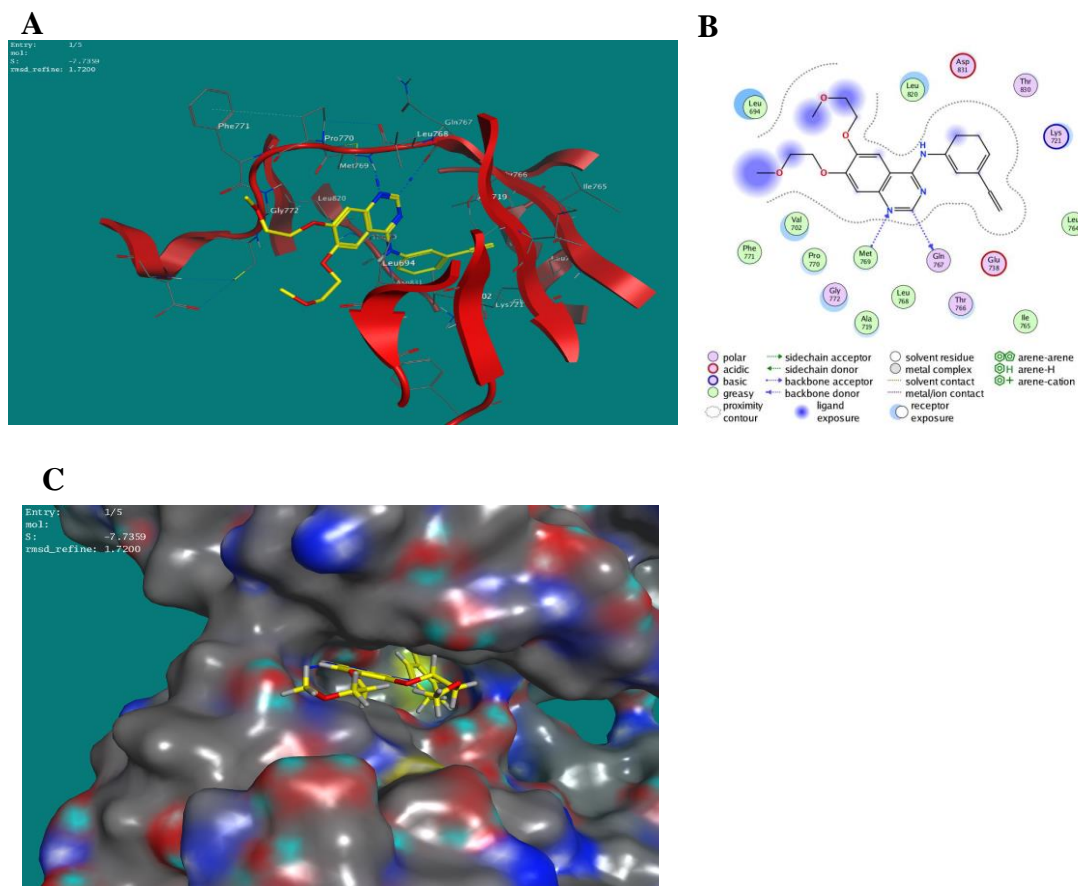 A
Entry: 1/5
mol:
S: -7.7359
rmsd_refine: 1.7200
Phe771
Pro770
Gln767
Leu768
Met769
Ile765
Leu820
Gly772
Leu694
Lys721
B
Asp
831
Leu
820
Thr
830
Leu
694
Lys
721
O
O
O
O
H
N
N
N
Val
702
Leu
764
Phe
771
Pro
770
Met
769
Gln
767
Glu
738
Gly
772
Leu
768
Thr
766
Ala
719
Ile
765
polar
acidic
basic
greasy
proximity
contour
sidechain acceptor
sidechain donor
backbone acceptor
backbone donor
ligand
exposure
solvent residue
metal complex
solvent contact
metal/ion contact
receptor
exposure
arene-arene
H arene-H
+ arene-cation
C
Entry: 1/5
mol:
S: -7.7359
rmsd_refine: 1.7200